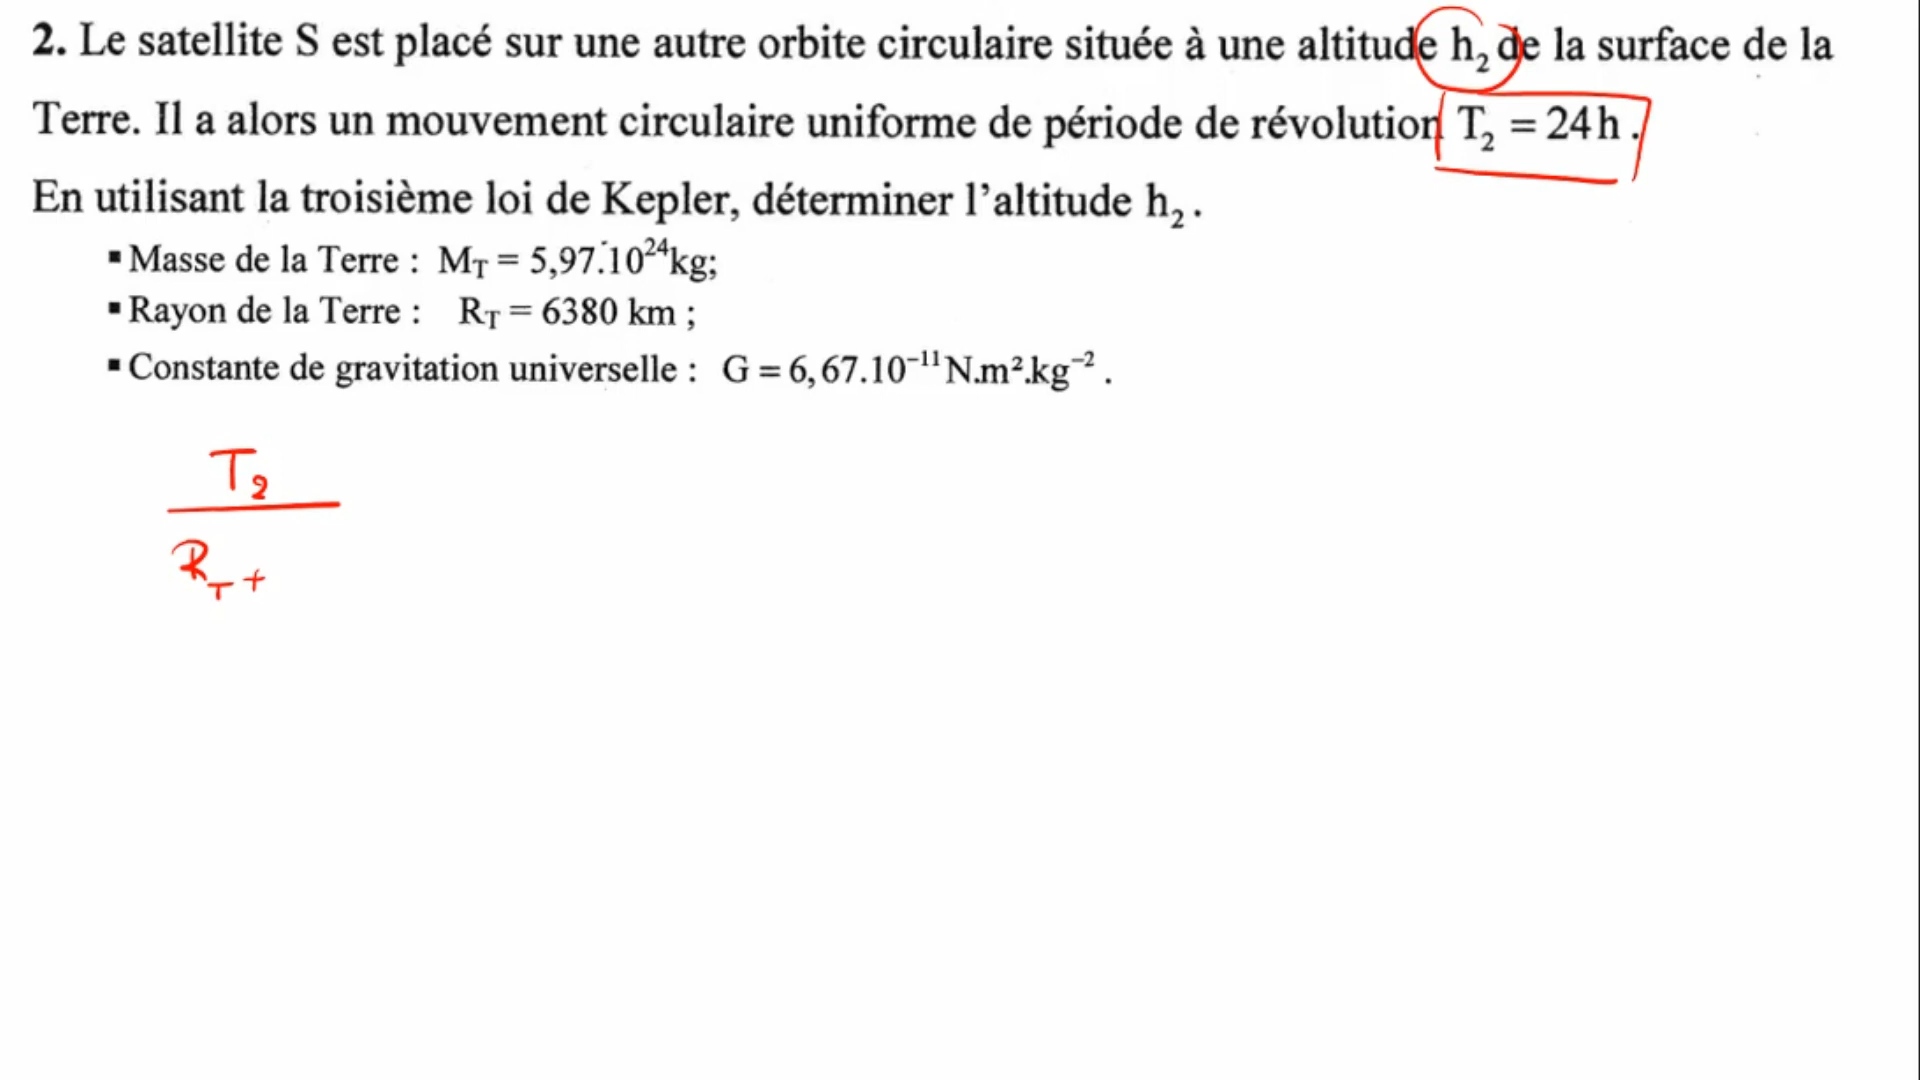 2. Le satellite S est placé sur une autre orbite circulaire située à une altitude h₂ de la surface de la
Terre. Il a alors un mouvement circulaire uniforme de période de révolution T₂ = 24 h .
En utilisant la troisième loi de Kepler, déterminer l'altitude h₂ .
▪ Masse de la Terre : M_T = 5,97.10²⁴kg;
▪ Rayon de la Terre : R_T = 6380 km ;
▪ Constante de gravitation universelle : G = 6,67.10⁻¹¹ N.m².kg⁻² .
T₂
R_T +